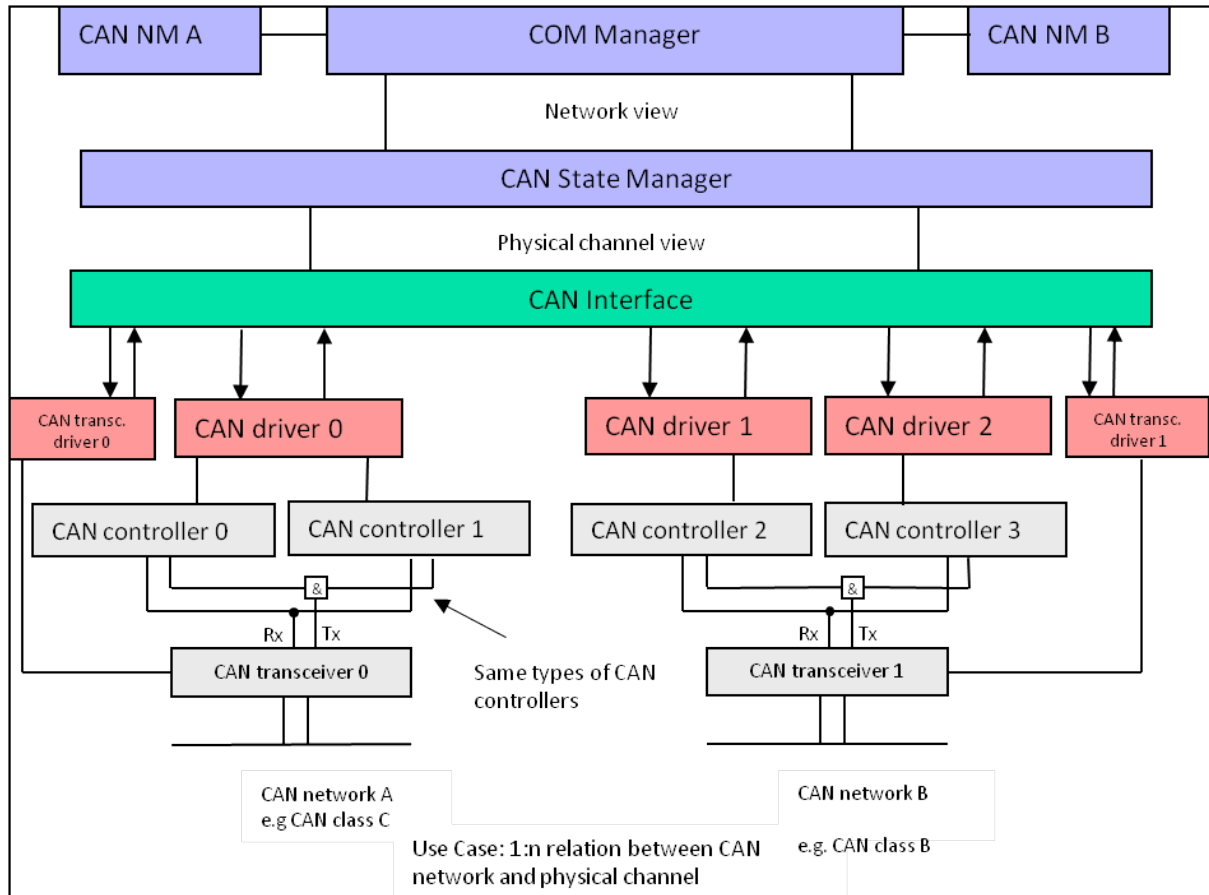 CAN NM A
COM Manager
CAN NM B
Network view
CAN State Manager
Physical channel view
CAN Interface
CAN transc.
driver 0
CAN driver 0
CAN driver 1
CAN driver 2
CAN transc.
driver 1
CAN controller 0
CAN controller 1
CAN controller 2
CAN controller 3
&
&
Rx
Tx
Rx
Tx
CAN transceiver 0
CAN transceiver 1
Same types of CAN
controllers
CAN network A
e.g CAN class C
CAN network B
e.g. CAN class B
Use Case: 1:n relation between CAN
network and physical channel